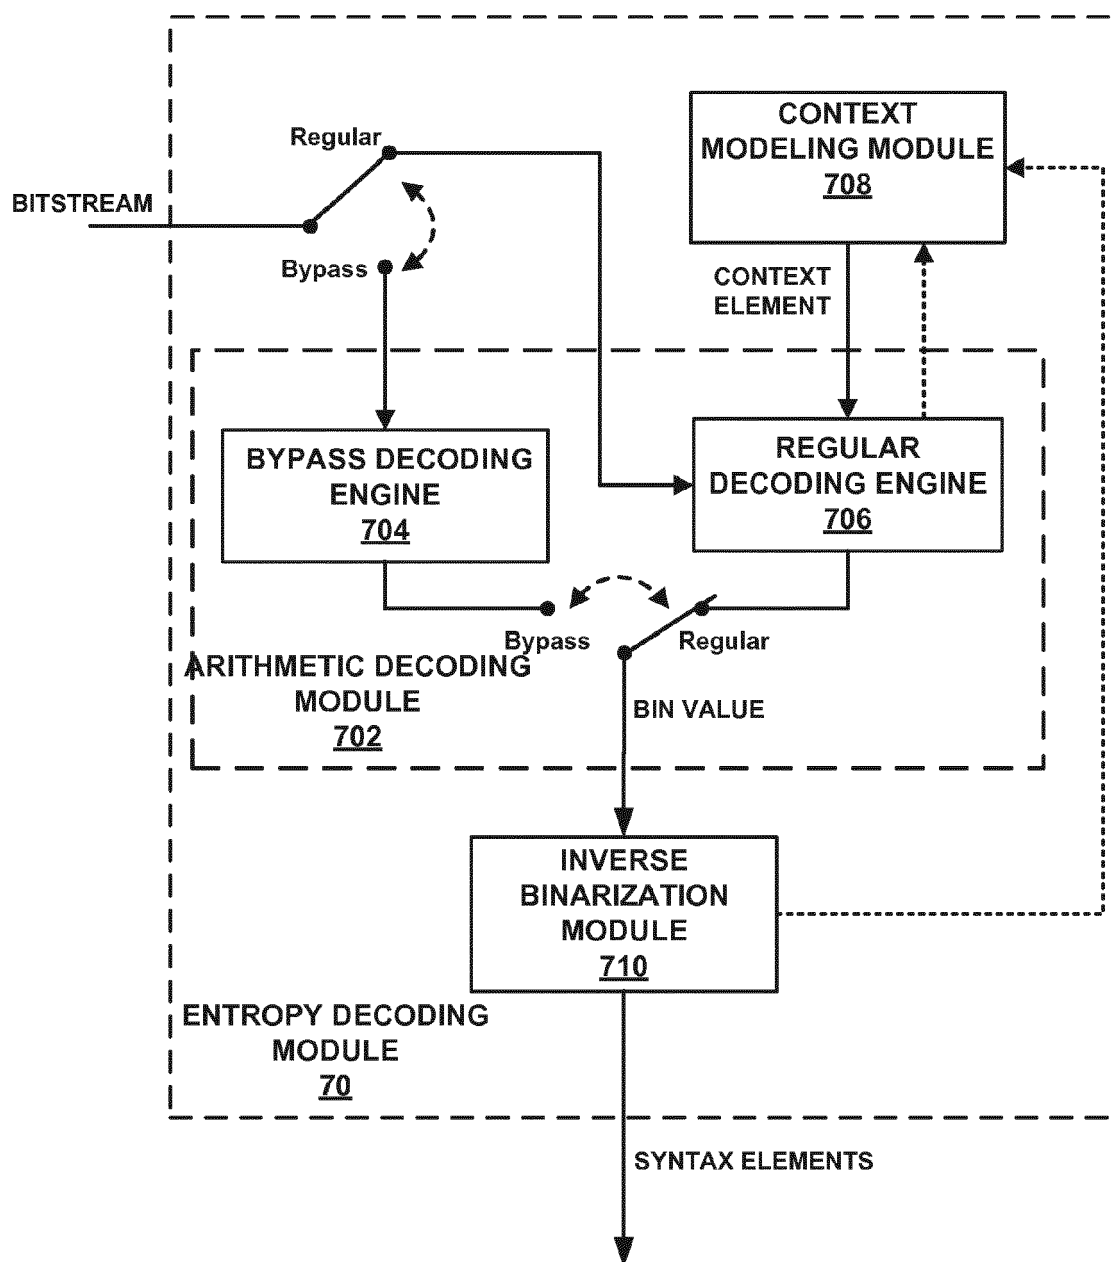 CONTEXT
MODELING MODULE
708
Regular
BITSTREAM
Bypass
CONTEXT
ELEMENT
BYPASS DECODING
ENGINE
704
REGULAR
DECODING ENGINE
706
Bypass
Regular
ARITHMETIC DECODING
MODULE
702
BIN VALUE
INVERSE
BINARIZATION
MODULE
710
ENTROPY DECODING
MODULE
70
SYNTAX ELEMENTS